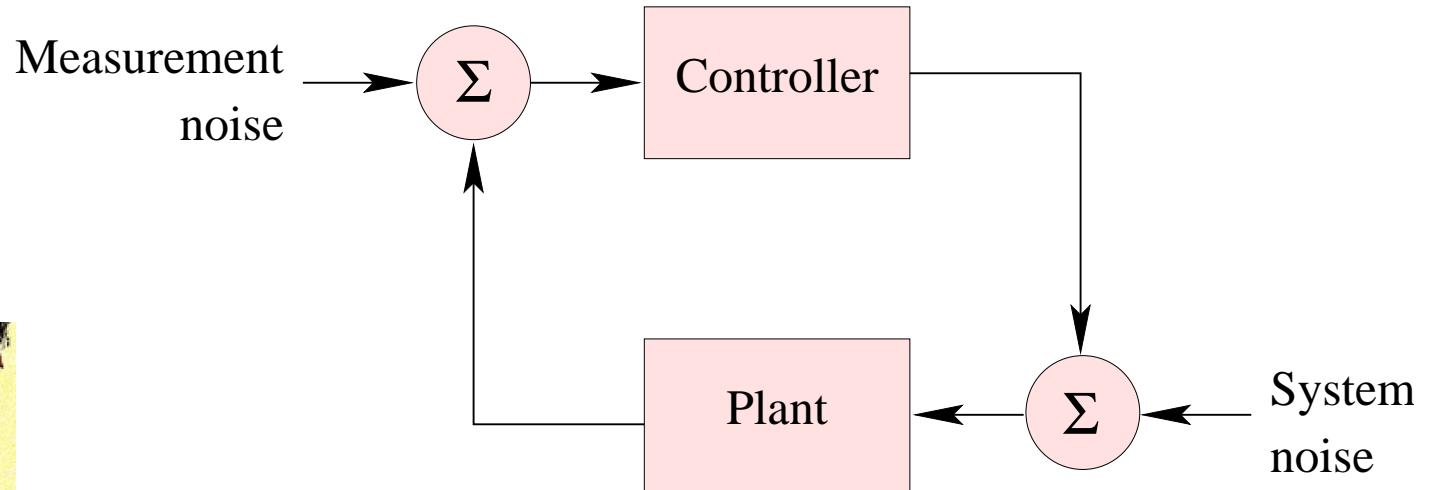 Measurement
noise
Σ
Controller
Plant
Σ
System
noise